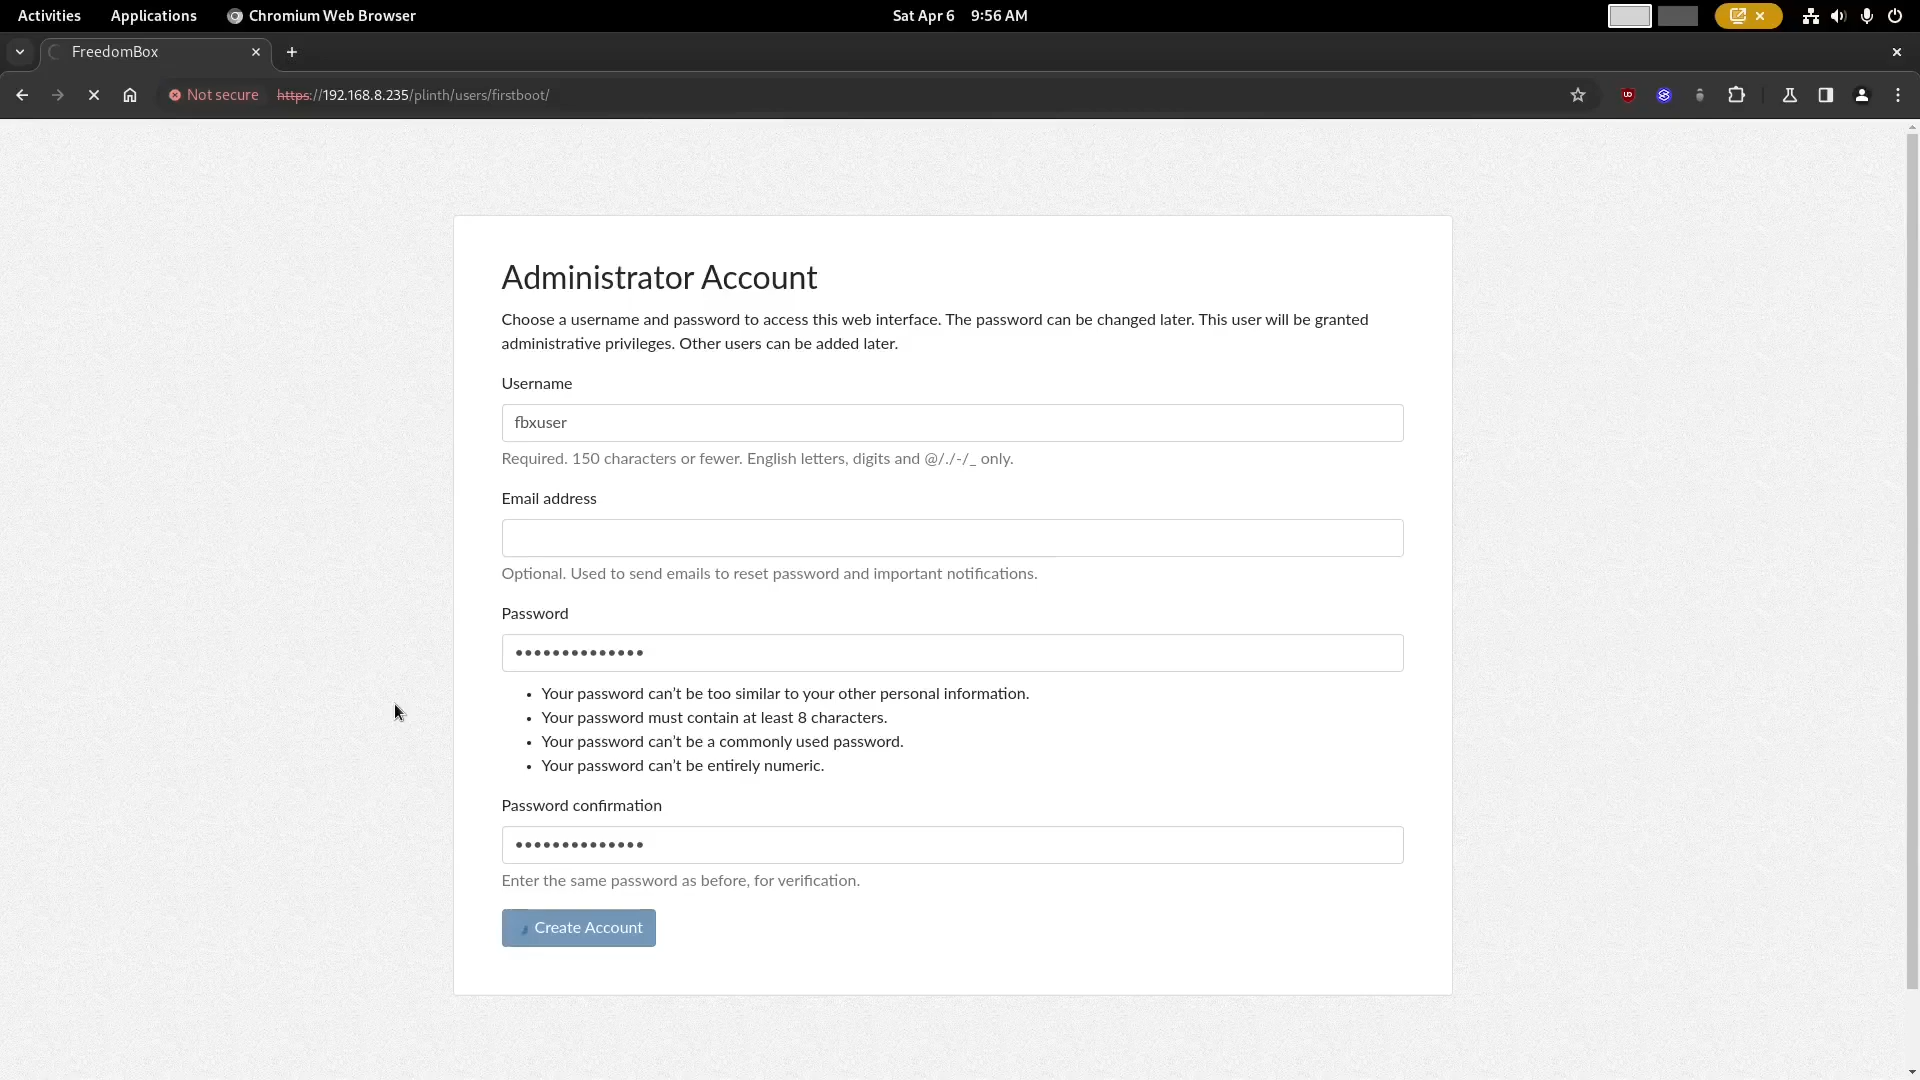 Activities Applications Chromium Web Browser Sat Apr 6 9:56 AM
FreedomBox
Not secure https://192.168.8.235/plinth/users/firstboot/
Administrator Account
Choose a username and password to access this web interface. The password can be changed later. This user will be granted
administrative privileges. Other users can be added later.
Username
fbxuser
Required. 150 characters or fewer. English letters, digits and @/./-/_ only.
Email address
Optional. Used to send emails to reset password and important notifications.
Password
••••••••••••••
• Your password can’t be too similar to your other personal information.
• Your password must contain at least 8 characters.
• Your password can’t be a commonly used password.
• Your password can’t be entirely numeric.
Password confirmation
••••••••••••••
Enter the same password as before, for verification.
Create Account